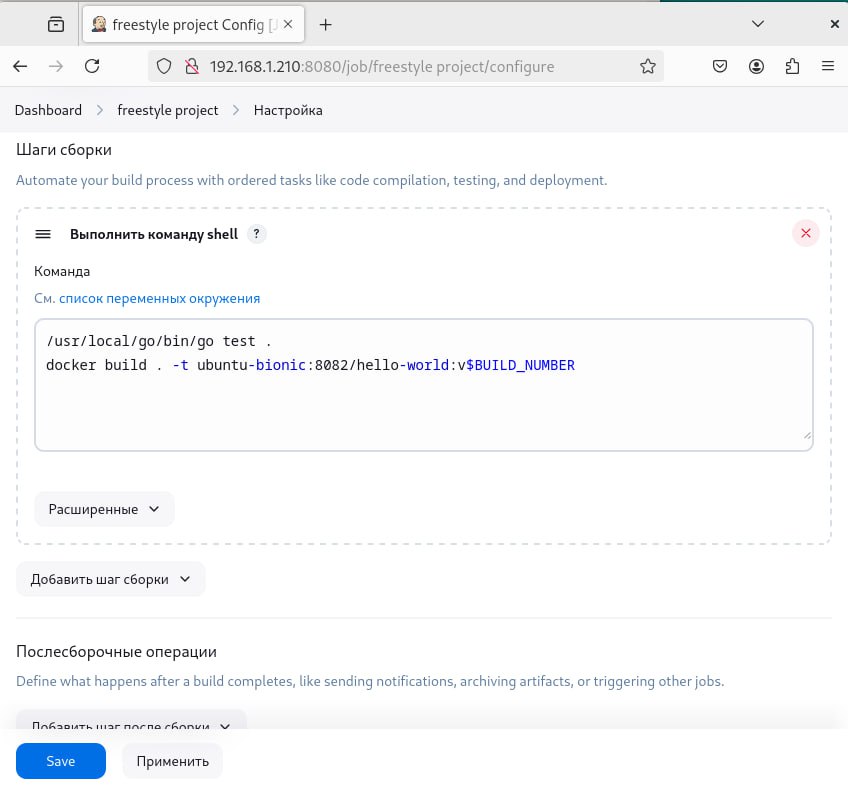 freestyle project Config [J
192.168.1.210:8080/job/freestyle project/configure
Dashboard > freestyle project > Настройка
Шаги сборки
Automate your build process with ordered tasks like code compilation, testing, and deployment.
Выполнить команду shell ?
Команда
См. список переменных окружения
/usr/local/go/bin/go test .
docker build . -t ubuntu-bionic:8082/hello-world:v$BUILD_NUMBER
Расширенные
Добавить шаг сборки
Послесборочные операции
Define what happens after a build completes, like sending notifications, archiving artifacts, or triggering other jobs.
Добавить шаг после сборки
Save Применить